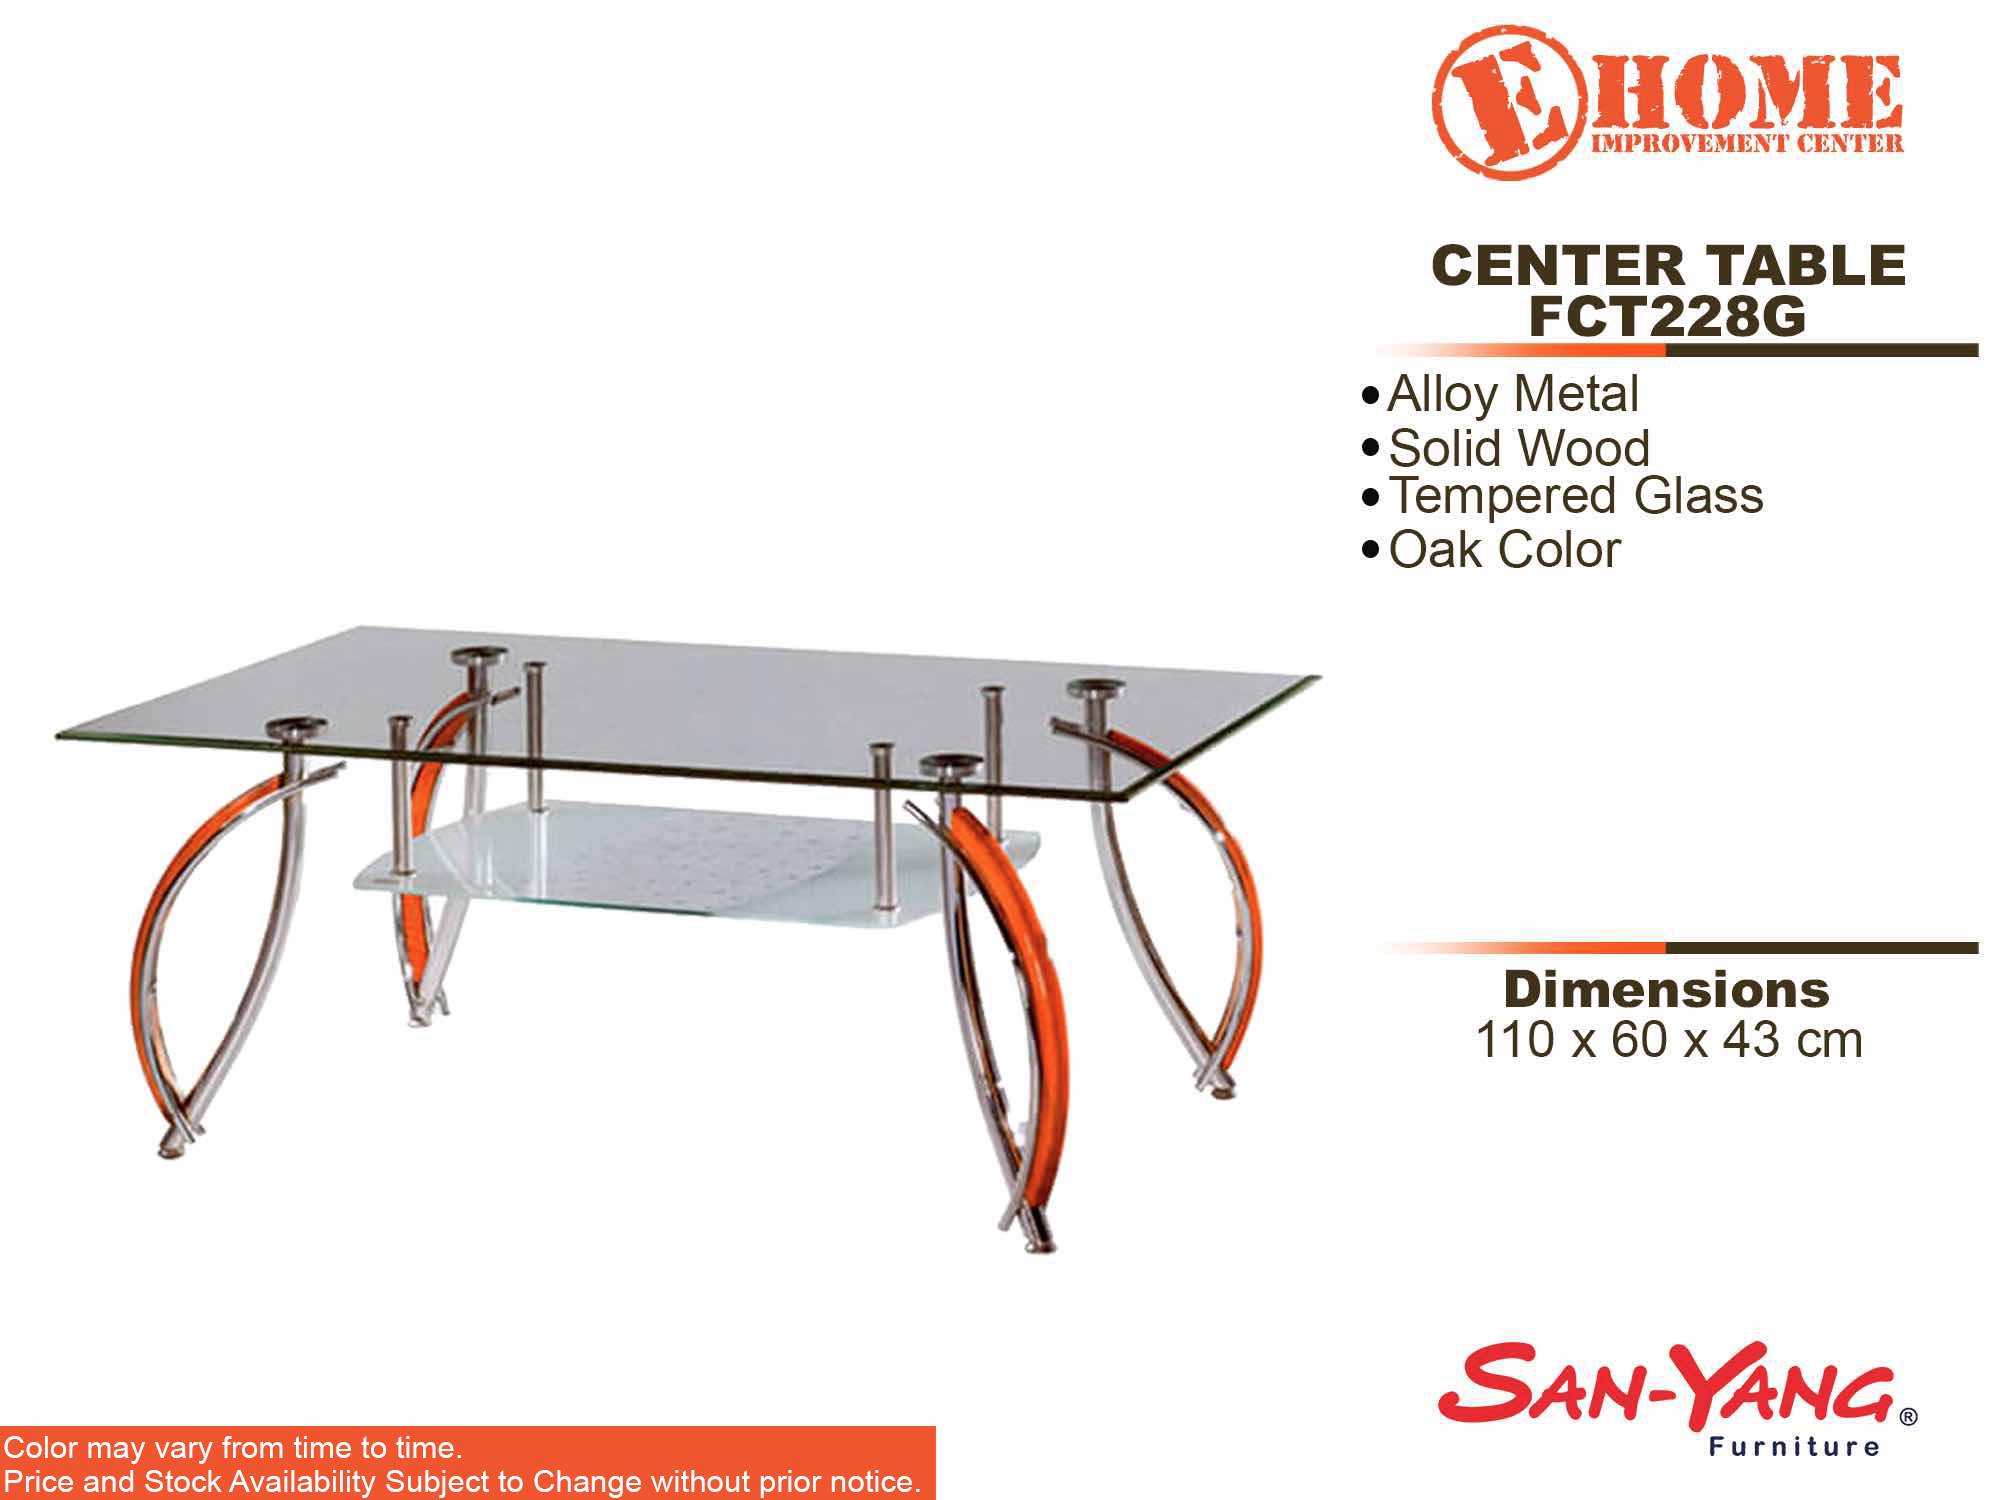 E HOME
IMPROVEMENT CENTER
CENTER TABLE
FCT228G
• Alloy Metal
• Solid Wood
• Tempered Glass
• Oak Color
Dimensions
110 x 60 x 43 cm
SAN-YANG®
Furniture
Color may vary from time to time.
Price and Stock Availability Subject to Change without prior notice.